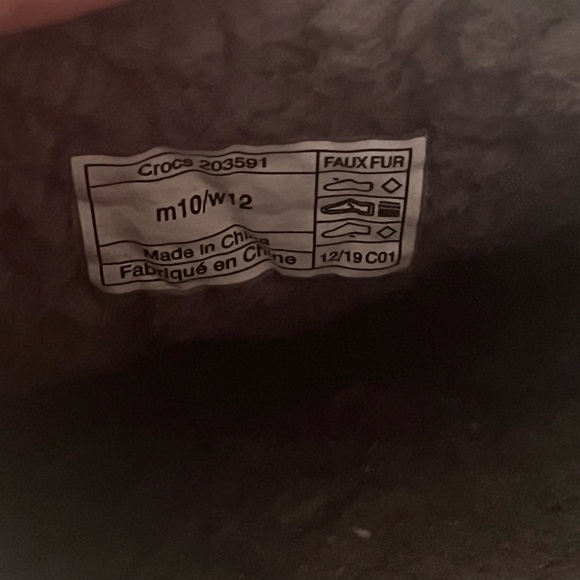 Crocs 203591
m10/w12
Made in China
Fabriqué en Chine
FAUX FUR
12/19 C01